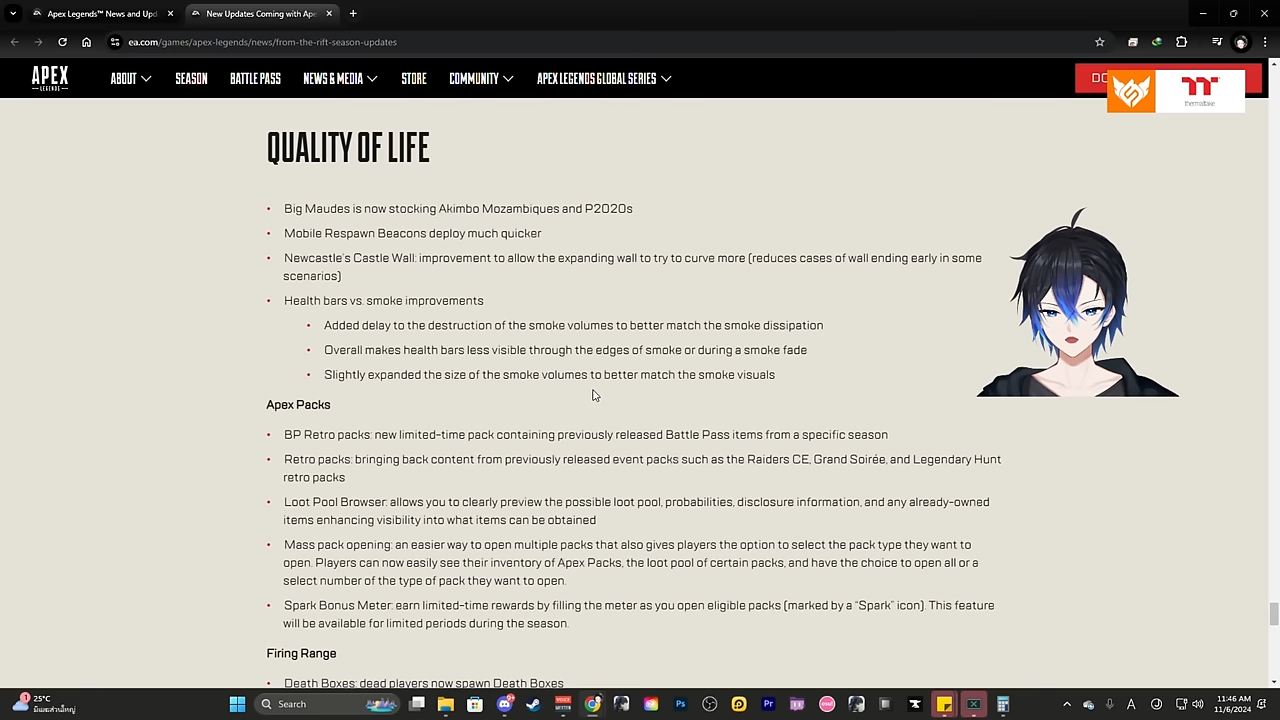 Apex Legends™ News and Upd
New Updates Coming with Ape
ea.com/games/apex-legends/news/from-the-rift-season-updates
APEX
LEGENDS
ABOUT
SEASON
BATTLE PASS
NEWS & MEDIA
STORE
COMMUNITY
APEX LEGENDS GLOBAL SERIES
DO
thermaltake
QUALITY OF LIFE
• Big Maudes is now stocking Akimbo Mozambiques and P2020s
• Mobile Respawn Beacons deploy much quicker
• Newcastle's Castle Wall: improvement to allow the expanding wall to try to curve more (reduces cases of wall ending early in some
scenarios)
• Health bars vs. smoke improvements
• Added delay to the destruction of the smoke volumes to better match the smoke dissipation
• Overall makes health bars less visible through the edges of smoke or during a smoke fade
• Slightly expanded the size of the smoke volumes to better match the smoke visuals
Apex Packs
• BP Retro packs: new limited-time pack containing previously released Battle Pass items from a specific season
• Retro packs: bringing back content from previously released event packs such as the Raiders CE, Grand Soirée, and Legendary Hunt
retro packs
• Loot Pool Browser: allows you to clearly preview the possible loot pool, probabilities, disclosure information, and any already-owned
items enhancing visibility into what items can be obtained
• Mass pack opening: an easier way to open multiple packs that also gives players the option to select the pack type they want to
open. Players can now easily see their inventory of Apex Packs, the loot pool of certain packs, and have the choice to open all or a
select number of the type of pack they want to open.
• Spark Bonus Meter: earn limited-time rewards by filling the meter as you open eligible packs (marked by a "Spark" icon). This feature
will be available for limited periods during the season.
Firing Range
• Death Boxes: dead players now spawn Death Boxes
1
25°C
มีแดดส่วนใหญ่
Search
Ps
Pr
A
11:46 AM
11/6/2024